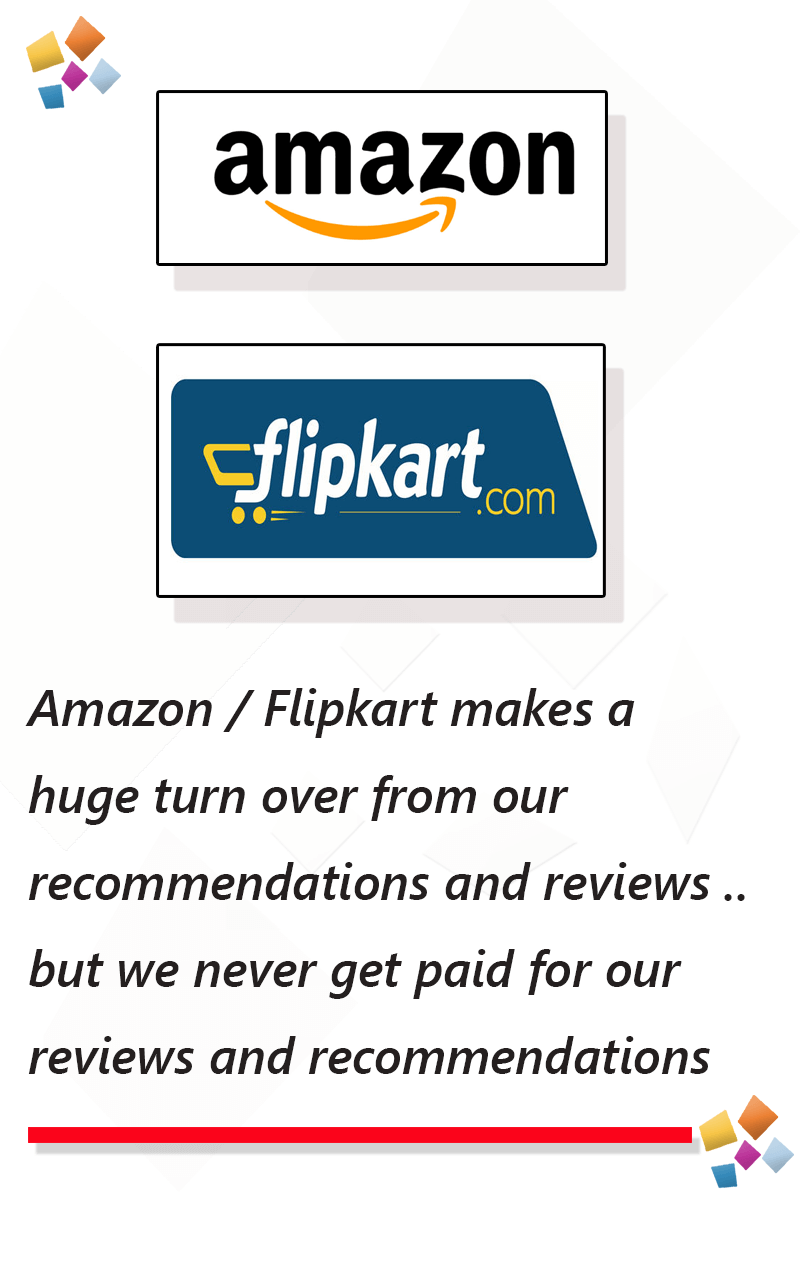 amazon
flipkart.com
Amazon / Flipkart makes a
huge turn over from our
recommendations and reviews ..
but we never get paid for our
reviews and recommendations